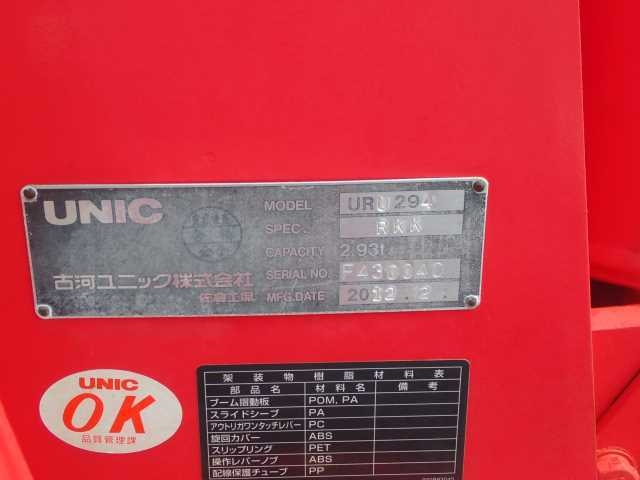 UNIC
MODEL URU294
SPEC. RKK
CAPACITY 2.93t
SERIAL NO.
MFG.DATE 2012.2.
古河ユニック株式会社
佐倉工場
UNIC
OK
品質管理課
架装物樹脂材料表
部品名 材料名 備考
ブーム摺動板 POM, PA
スライドシーブ PA
アウトリガワンタッチレバー PC
旋回カバー ABS
スリップリング PET
操作レバーノブ ABS
配線保護チューブ PP